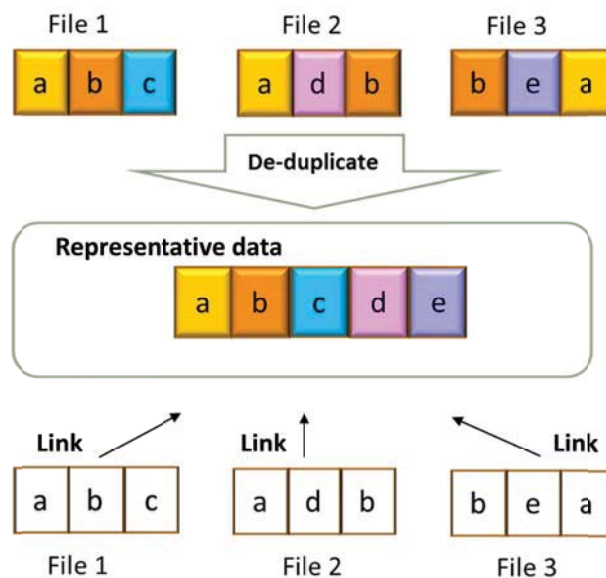 File 1 File 2 File 3
a b c a d b b e a
De-duplicate
Representative data
a b c d e
Link Link Link
a b c a d b b e a
File 1 File 2 File 3